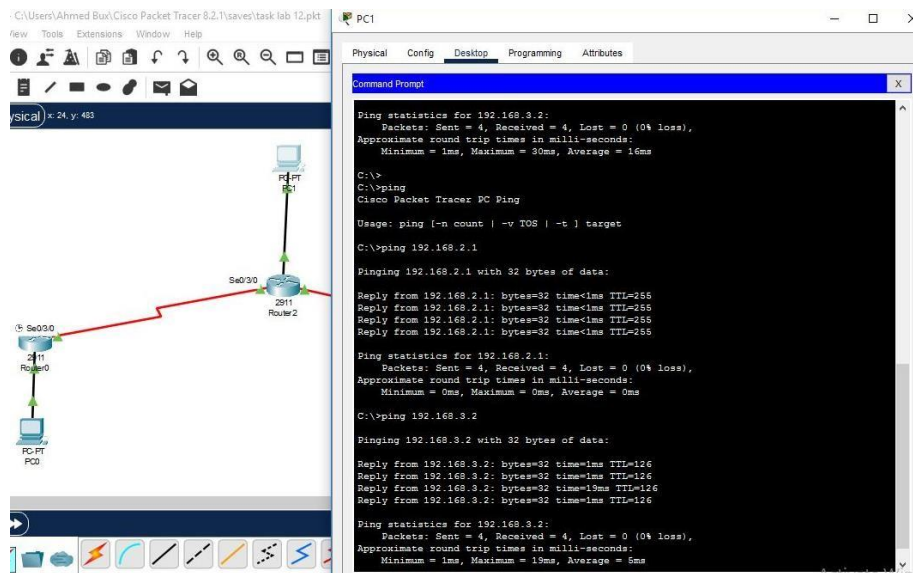 C:\Users\Ahmed Bux\Cisco Packet Tracer 8.2.1\saves\task lab 12.pkt
View Tools Extensions Window Help
ysical x: 24, y: 483
PC-PT
PC1
Se0/3/0
2911
Router2
Se0/3/0
2911
Router0
PC-PT
PC0
PC1
Physical Config Desktop Programming Attributes
Command Prompt X
Ping statistics for 192.168.3.2:
Packets: Sent = 4, Received = 4, Lost = 0 (0% loss),
Approximate round trip times in milli-seconds:
Minimum = 1ms, Maximum = 30ms, Average = 16ms
C:\>
C:\>ping
Cisco Packet Tracer PC Ping
Usage: ping [-n count | -v TOS | -t ] target
C:\>ping 192.168.2.1
Pinging 192.168.2.1 with 32 bytes of data:
Reply from 192.168.2.1: bytes=32 time<1ms TTL=255
Reply from 192.168.2.1: bytes=32 time<1ms TTL=255
Reply from 192.168.2.1: bytes=32 time<1ms TTL=255
Reply from 192.168.2.1: bytes=32 time<1ms TTL=255
Ping statistics for 192.168.2.1:
Packets: Sent = 4, Received = 4, Lost = 0 (0% loss),
Approximate round trip times in milli-seconds:
Minimum = 0ms, Maximum = 0ms, Average = 0ms
C:\>ping 192.168.3.2
Pinging 192.168.3.2 with 32 bytes of data:
Reply from 192.168.3.2: bytes=32 time=1ms TTL=126
Reply from 192.168.3.2: bytes=32 time=1ms TTL=126
Reply from 192.168.3.2: bytes=32 time=19ms TTL=126
Reply from 192.168.3.2: bytes=32 time=1ms TTL=126
Ping statistics for 192.168.3.2:
Packets: Sent = 4, Received = 4, Lost = 0 (0% loss),
Approximate round trip times in milli-seconds:
Minimum = 1ms, Maximum = 19ms, Average = 5ms